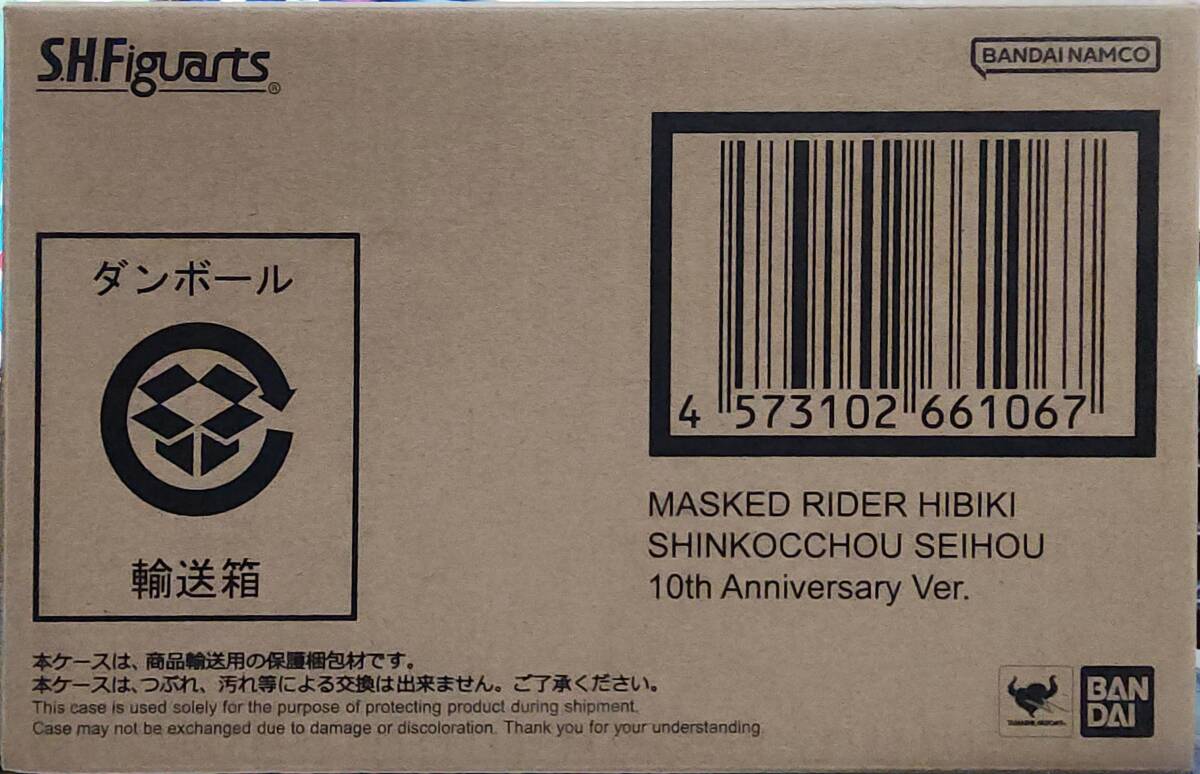 S.H.Figuarts®
BANDAI NAMCO
ダンボール
輸送箱
4 573102 661067
MASKED RIDER HIBIKI
SHINKOCCHOU SEIHOU
10th Anniversary Ver.
本ケースは、商品輸送用の保護梱包材です。
本ケースは、つぶれ、汚れ等による交換は出来ません。ご了承ください。
This case is used solely for the purpose of protecting product during shipment.
Case may not be exchanged due to damage or discoloration. Thank you for your understanding.
TAMASHII NATIONS
BAN
DAI